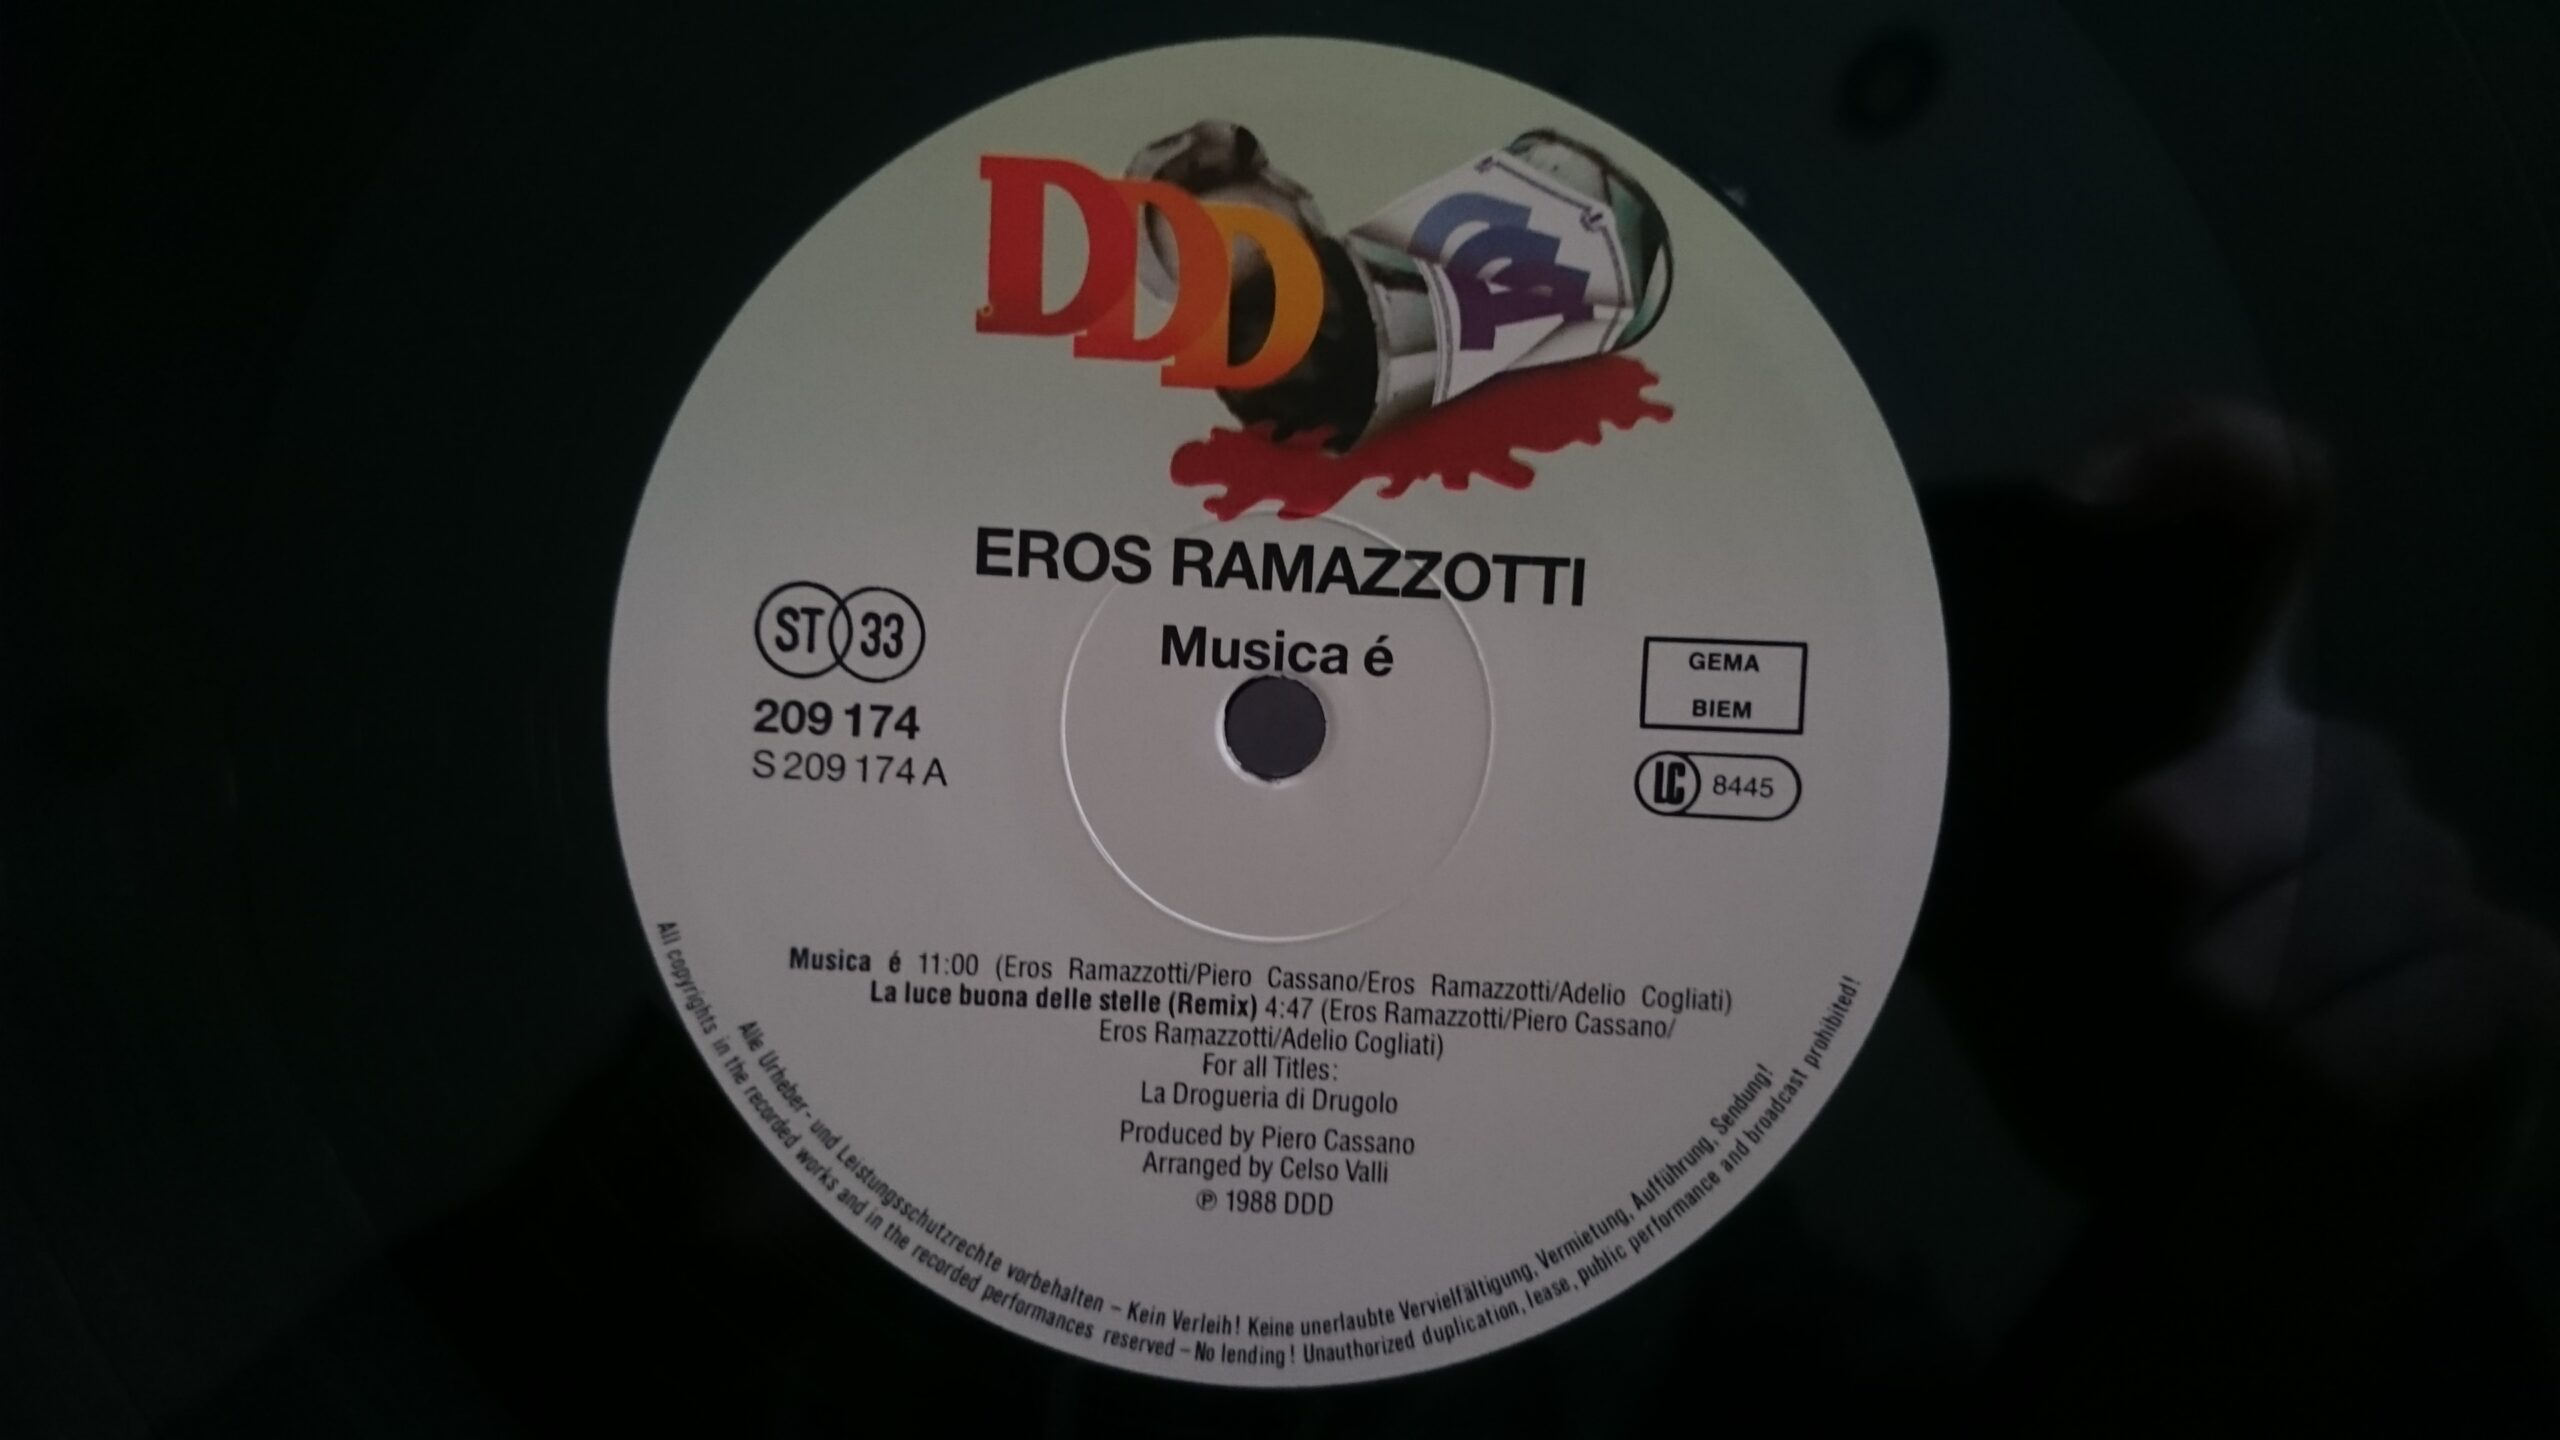 DDD
EROS RAMAZZOTTI
Musica é
ST 33
209 174
S 209 174 A
GEMA
BIEM
LC 8445
Musica é 11:00 (Eros Ramazzotti/Piero Cassano/Eros Ramazzotti/Adelio Cogliati)
La luce buona delle stelle (Remix) 4:47 (Eros Ramazzotti/Piero Cassano/
Eros Ramazzotti/Adelio Cogliati)
For all Titles:
La Drogueria di Drugolo
Produced by Piero Cassano
Arranged by Celso Valli
℗ 1988 DDD
Alle Urheber- und Leistungsschutzrechte vorbehalten – Kein Verleih! Keine unerlaubte Vervielfältigung, Vermietung, Aufführung, Sendung!
All copyrights in the recorded works and in the recorded performances reserved – No lending! Unauthorized duplication, lease, public performance and broadcast prohibited!